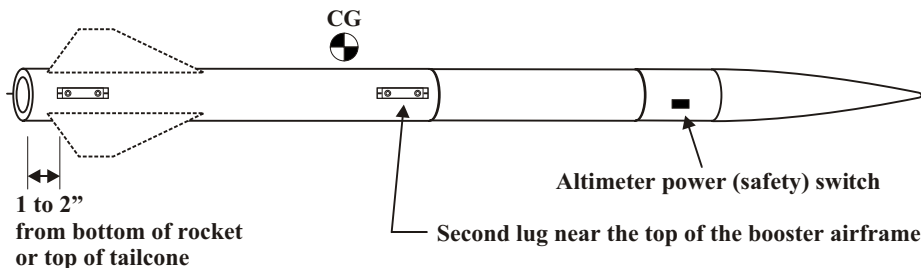 CG
Altimeter power (safety) switch
1 to 2”
from bottom of rocket
or top of tailcone
Second lug near the top of the booster airframe